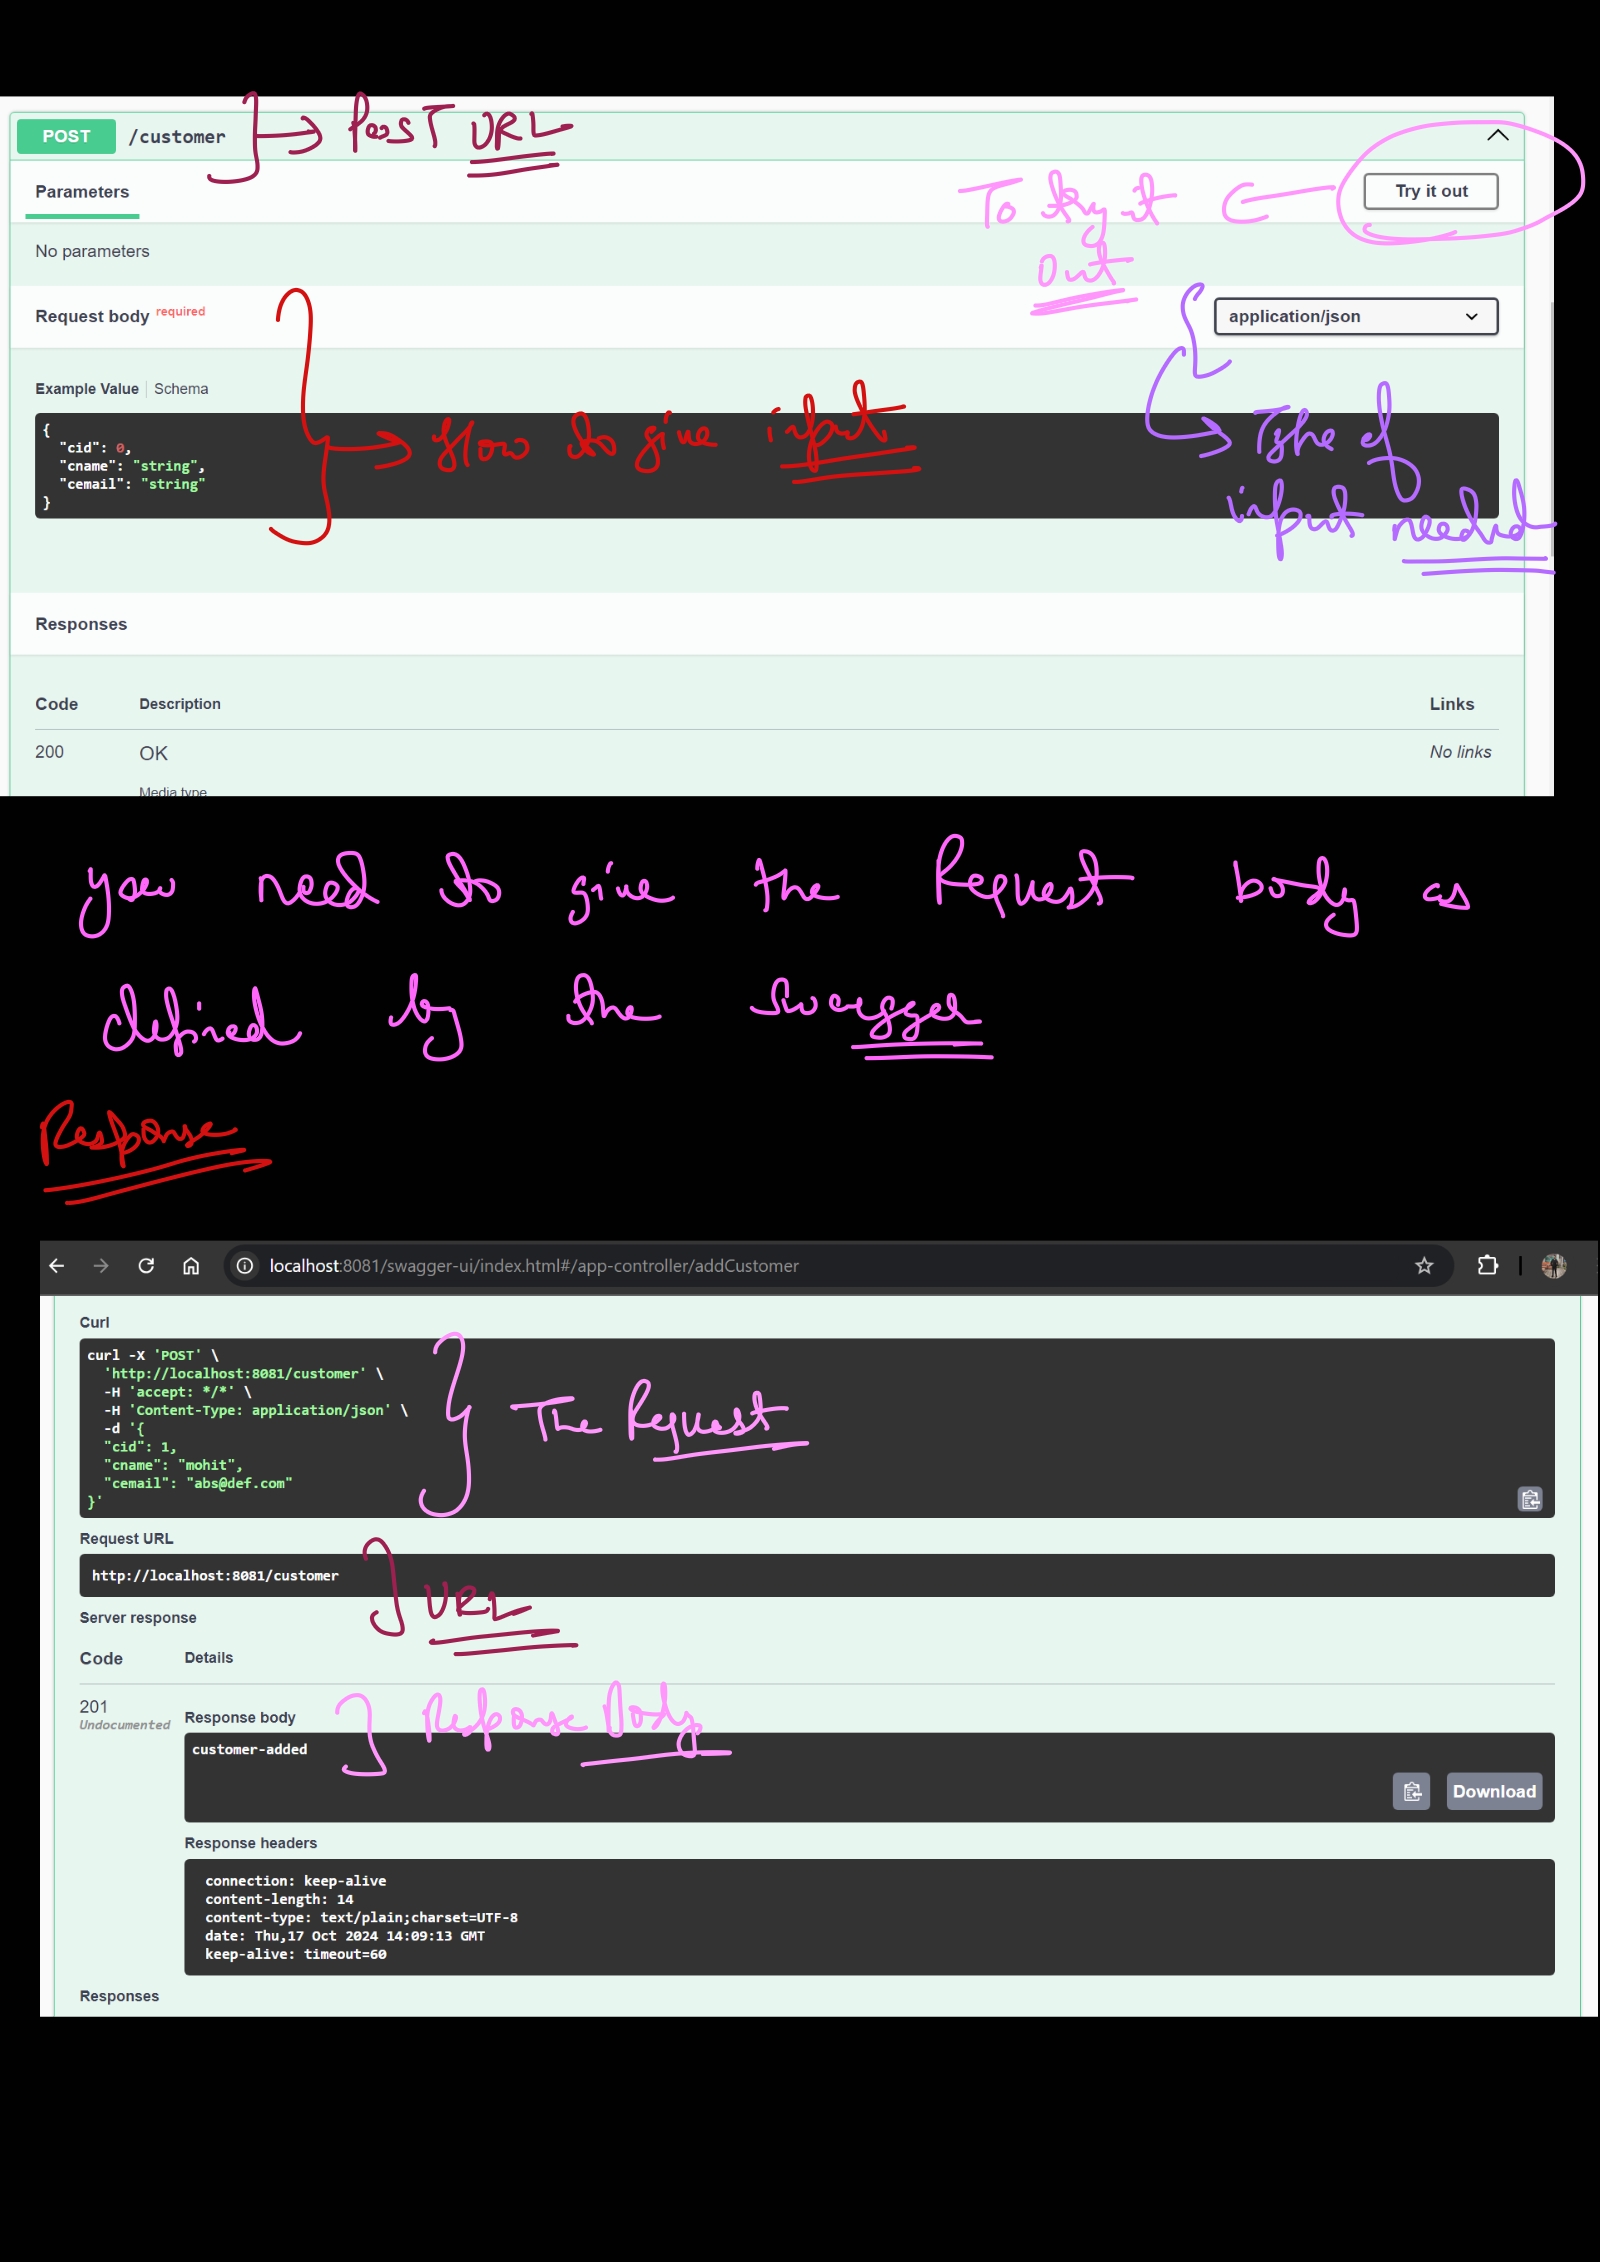 POST /customer } → POST URL
Parameters
Try it out
To try it
out
No parameters
Request body required
application/json
Example Value | Schema
{
"cid": 0,
"cname": "string",
"cemail": "string"
}
How to give input
Type of
input needed
Responses
Code Description Links
200 OK No links
Media type
you need to give the Request body as
defined by the swagger
Response
localhost:8081/swagger-ui/index.html#/app-controller/addCustomer
Curl
curl -X 'POST' \
'http://localhost:8081/customer' \
-H 'accept: */*' \
-H 'Content-Type: application/json' \
-d '{
"cid": 1,
"cname": "mohit",
"cemail": "abs@def.com"
}'
The Request
Request URL
http://localhost:8081/customer
URL
Server response
Code Details
201
Undocumented
Response body
Response Body
customer-added
Download
Response headers
connection: keep-alive
content-length: 14
content-type: text/plain;charset=UTF-8
date: Thu,17 Oct 2024 14:09:13 GMT
keep-alive: timeout=60
Responses